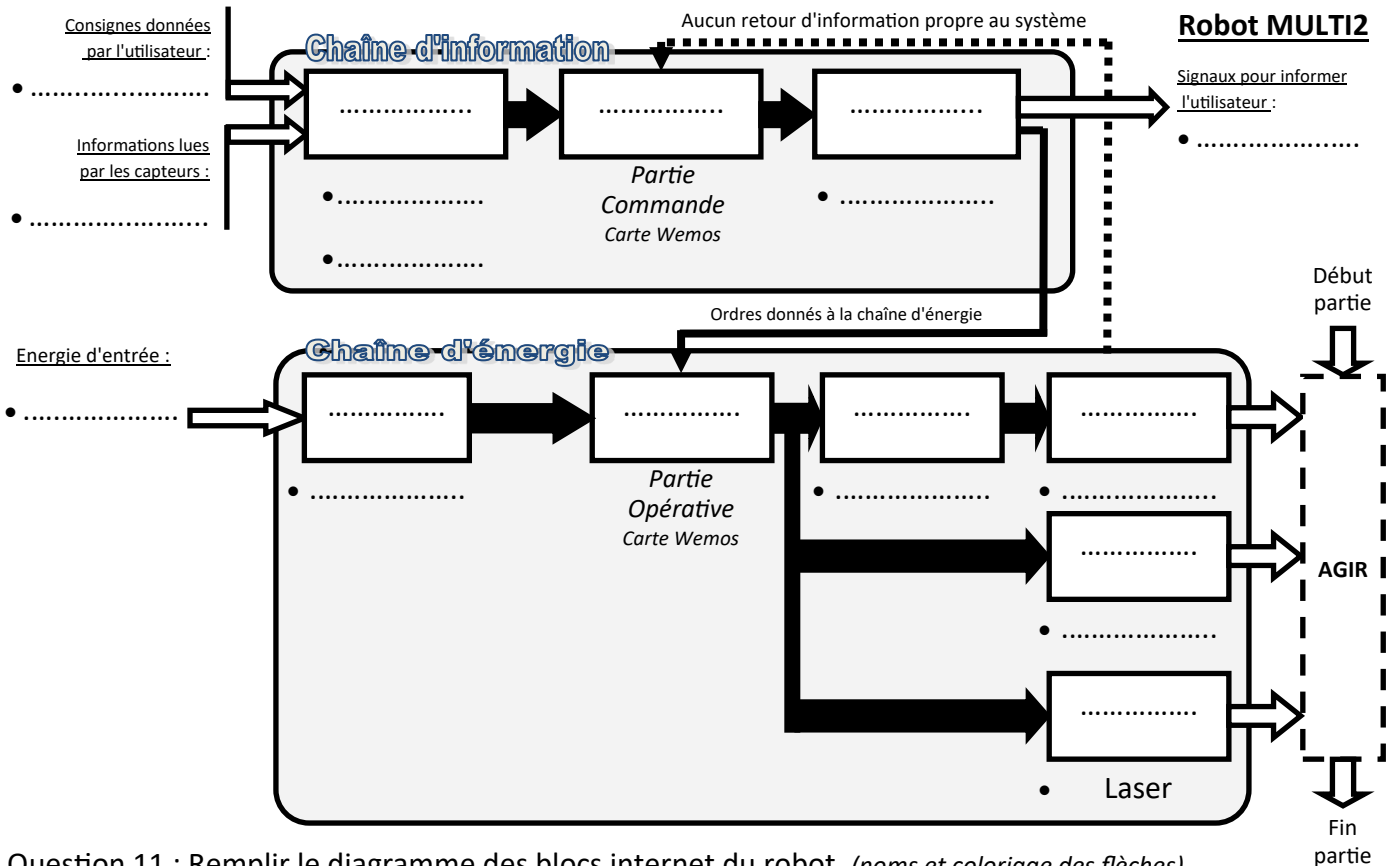 Consignes données
par l'utilisateur :
• ..........................
Informations lues
par les capteurs :
• ..........................
Aucun retour d'information propre au système
Robot MULTI2
Chaîne d'information
...................
...................
...................
Signaux pour informer
l'utilisateur :
• ........................
Partie
Commande
Carte Wemos
• .....................
• .....................
• .....................
Début
partie
Ordres donnés à la chaîne d'énergie
Energie d'entrée :
• .....................
Chaîne d'énergie
................
................
................
................
• .....................
Partie
Opérative
Carte Wemos
• .....................
• .....................
................
AGIR
• .....................
................
• Laser
Fin
partie
Question 11 : Remplir le diagramme des blocs internet du robot (noms et coloriage des flèches)